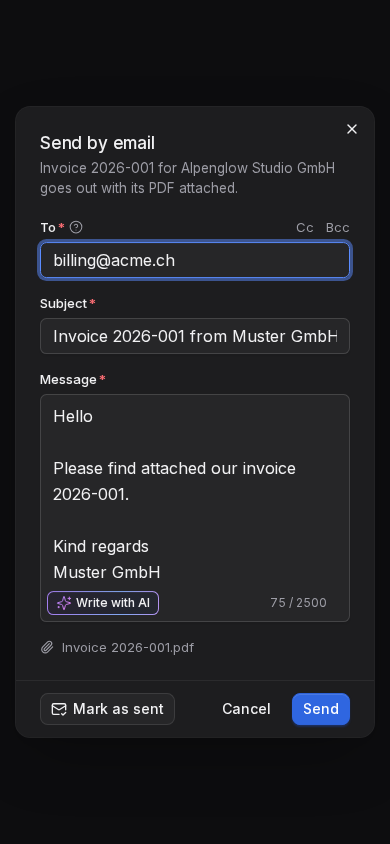 Send by email
Invoice 2026-001 for Alpenglow Studio GmbH
goes out with its PDF attached.
To *
Cc Bcc
billing@acme.ch
Subject *
Invoice 2026-001 from Muster GmbH
Message *
Hello
Please find attached our invoice
2026-001.
Kind regards
Muster GmbH
Write with AI
75 / 2500
Invoice 2026-001.pdf
Mark as sent
Cancel
Send